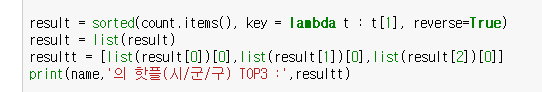 result = sorted(count.items(), key = lambda t : t[1], reverse=True)
result = list(result)
resultt = [list(result[0])[0],list(result[1])[0],list(result[2])[0]]
print(name,'의 핫플(시/군/구) TOP3 :',resultt)